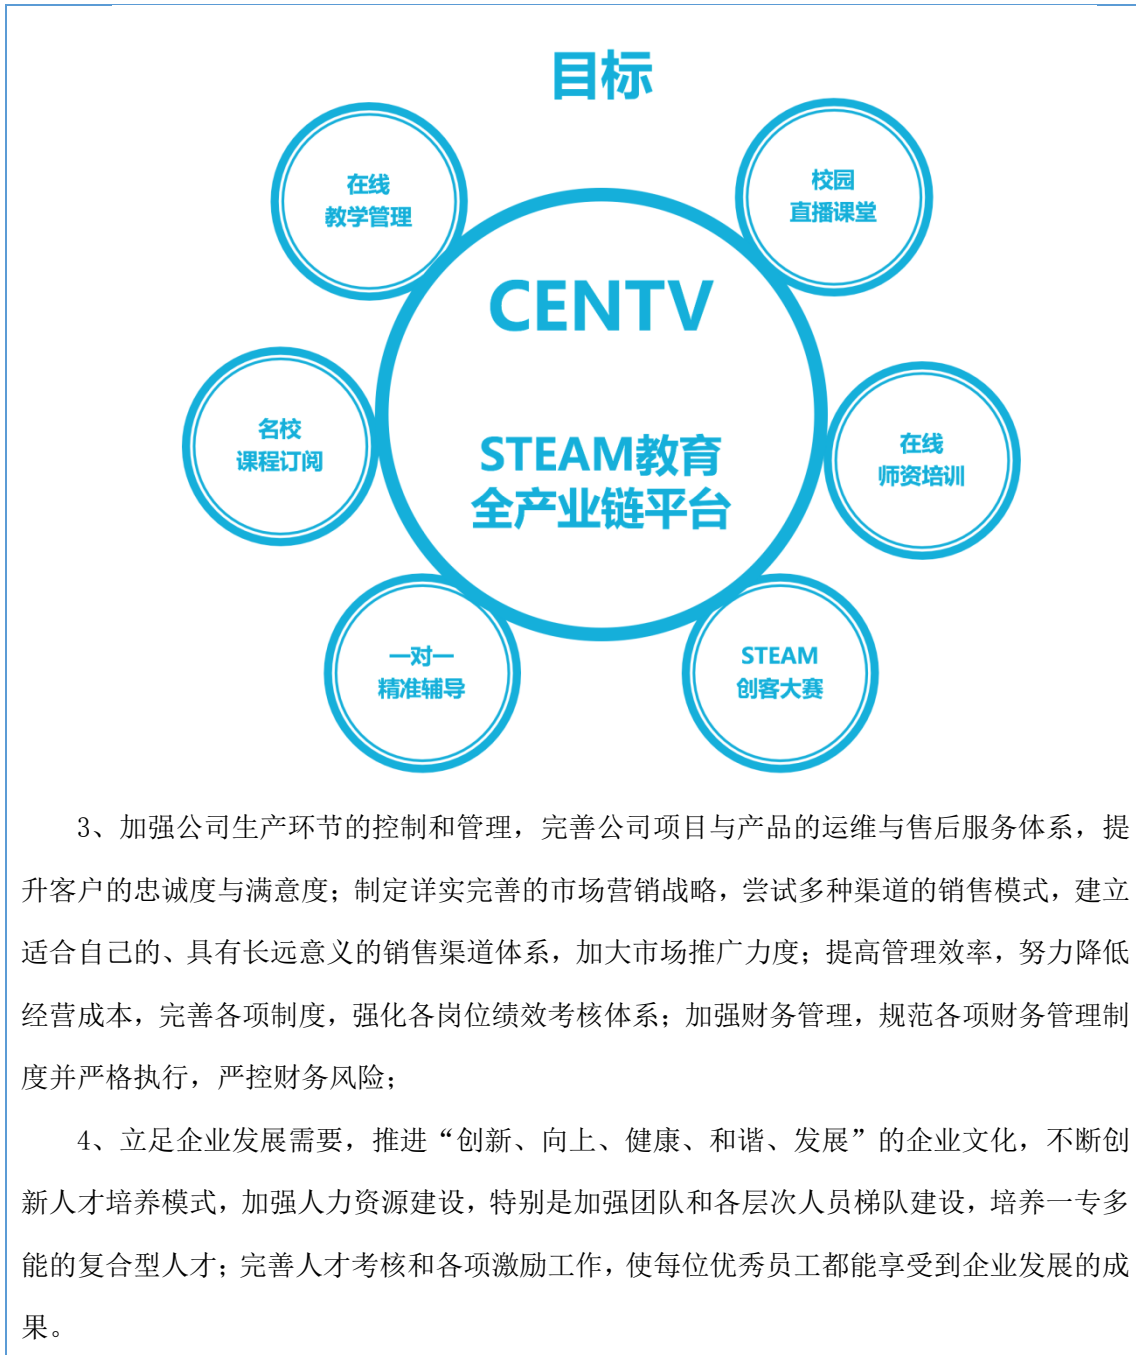 目标
在线
教学管理
校园
直播课堂
CENTV
名校
课程订阅
STEAM教育
全产业链平台
在线
师资培训
一对一
精准辅导
STEAM
创客大赛
3、加强公司生产环节的控制和管理，完善公司项目与产品的运维与售后服务体系，提
升客户的忠诚度与满意度；制定详实完善的市场营销战略，尝试多种渠道的销售模式，建立
适合自己的、具有长远意义的销售渠道体系，加大市场推广力度；提高管理效率，努力降低
经营成本，完善各项制度，强化各岗位绩效考核体系；加强财务管理，规范各项财务管理制
度并严格执行，严控财务风险；
4、立足企业发展需要，推进“创新、向上、健康、和谐、发展”的企业文化，不断创
新人才培养模式，加强人力资源建设，特别是加强团队和各层次人员梯队建设，培养一专多
能的复合型人才；完善人才考核和各项激励工作，使每位优秀员工都能享受到企业发展的成
果。